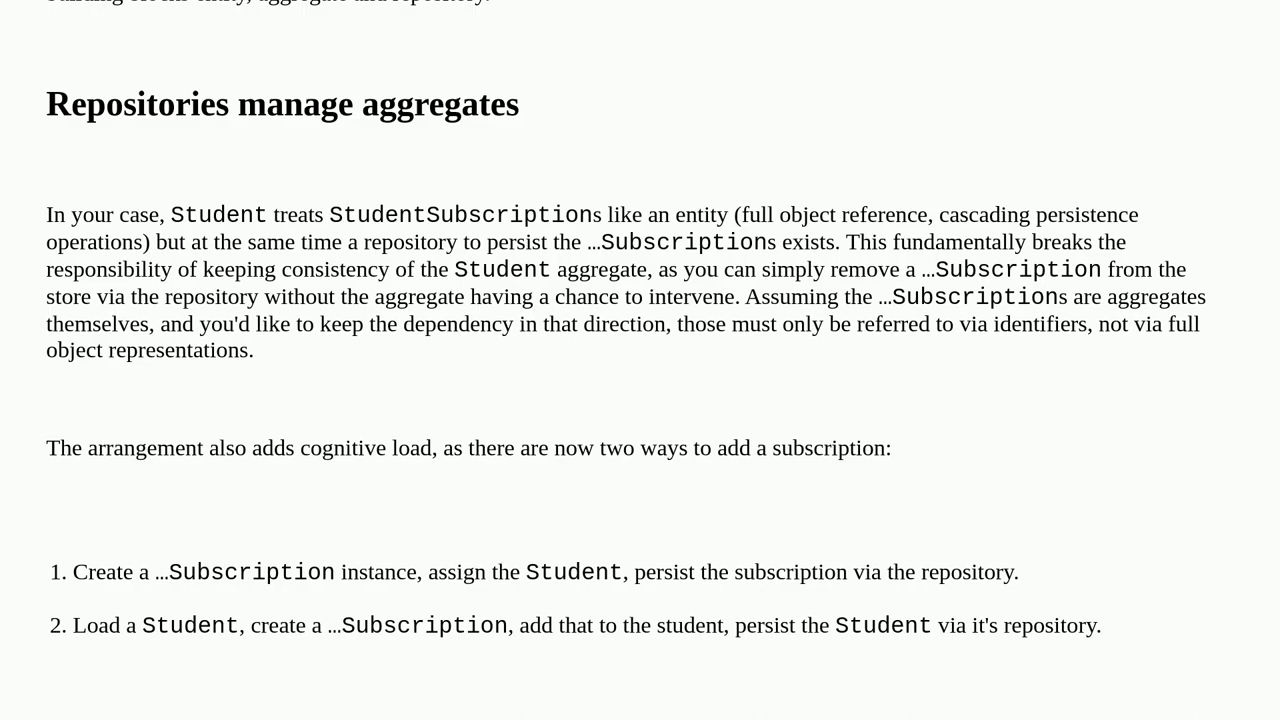 building blocks entity, aggregate and repository.
Repositories manage aggregates
In your case, Student treats StudentSubscriptions like an entity (full object reference, cascading persistence
operations) but at the same time a repository to persist the …Subscriptions exists. This fundamentally breaks the
responsibility of keeping consistency of the Student aggregate, as you can simply remove a …Subscription from the
store via the repository without the aggregate having a chance to intervene. Assuming the …Subscriptions are aggregates
themselves, and you'd like to keep the dependency in that direction, those must only be referred to via identifiers, not via full
object representations.
The arrangement also adds cognitive load, as there are now two ways to add a subscription:
1. Create a …Subscription instance, assign the Student, persist the subscription via the repository.
2. Load a Student, create a …Subscription, add that to the student, persist the Student via it's repository.